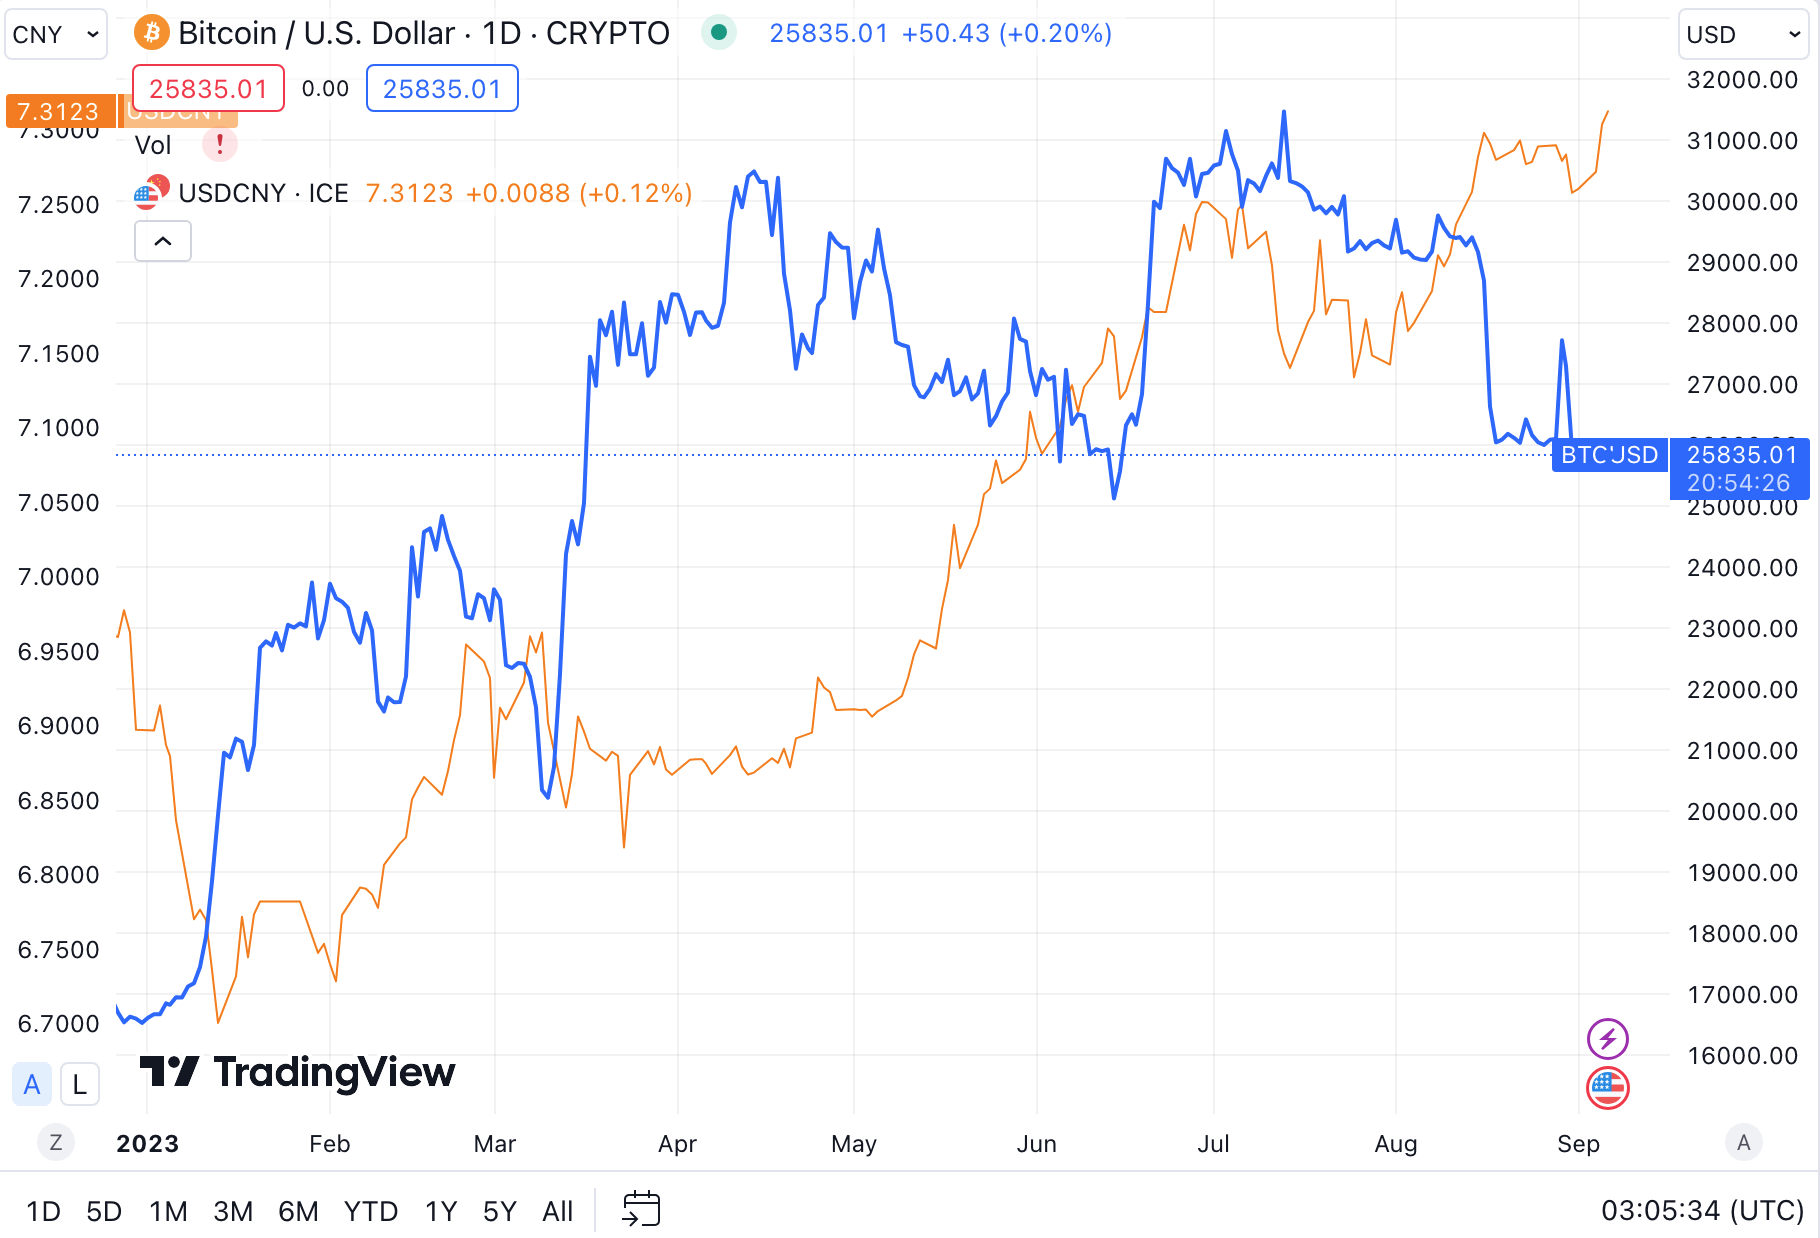 CNY
Bitcoin / U.S. Dollar · 1D · CRYPTO
25835.01 +50.43 (+0.20%)
USD
25835.01
0.00
25835.01
7.3123
USDCNY
Vol
!
USDCNY · ICE 7.3123 +0.0088 (+0.12%)
7.3000
7.2500
7.2000
7.1500
7.1000
7.0500
7.0000
6.9500
6.9000
6.8500
6.8000
6.7500
6.7000
32000.00
31000.00
30000.00
29000.00
28000.00
27000.00
BTCUSD
25835.01
20:54:26
25000.00
24000.00
23000.00
22000.00
21000.00
20000.00
19000.00
18000.00
17000.00
16000.00
TradingView
A
L
Z
2023
Feb
Mar
Apr
May
Jun
Jul
Aug
Sep
A
1D 5D 1M 3M 6M YTD 1Y 5Y All
03:05:34 (UTC)